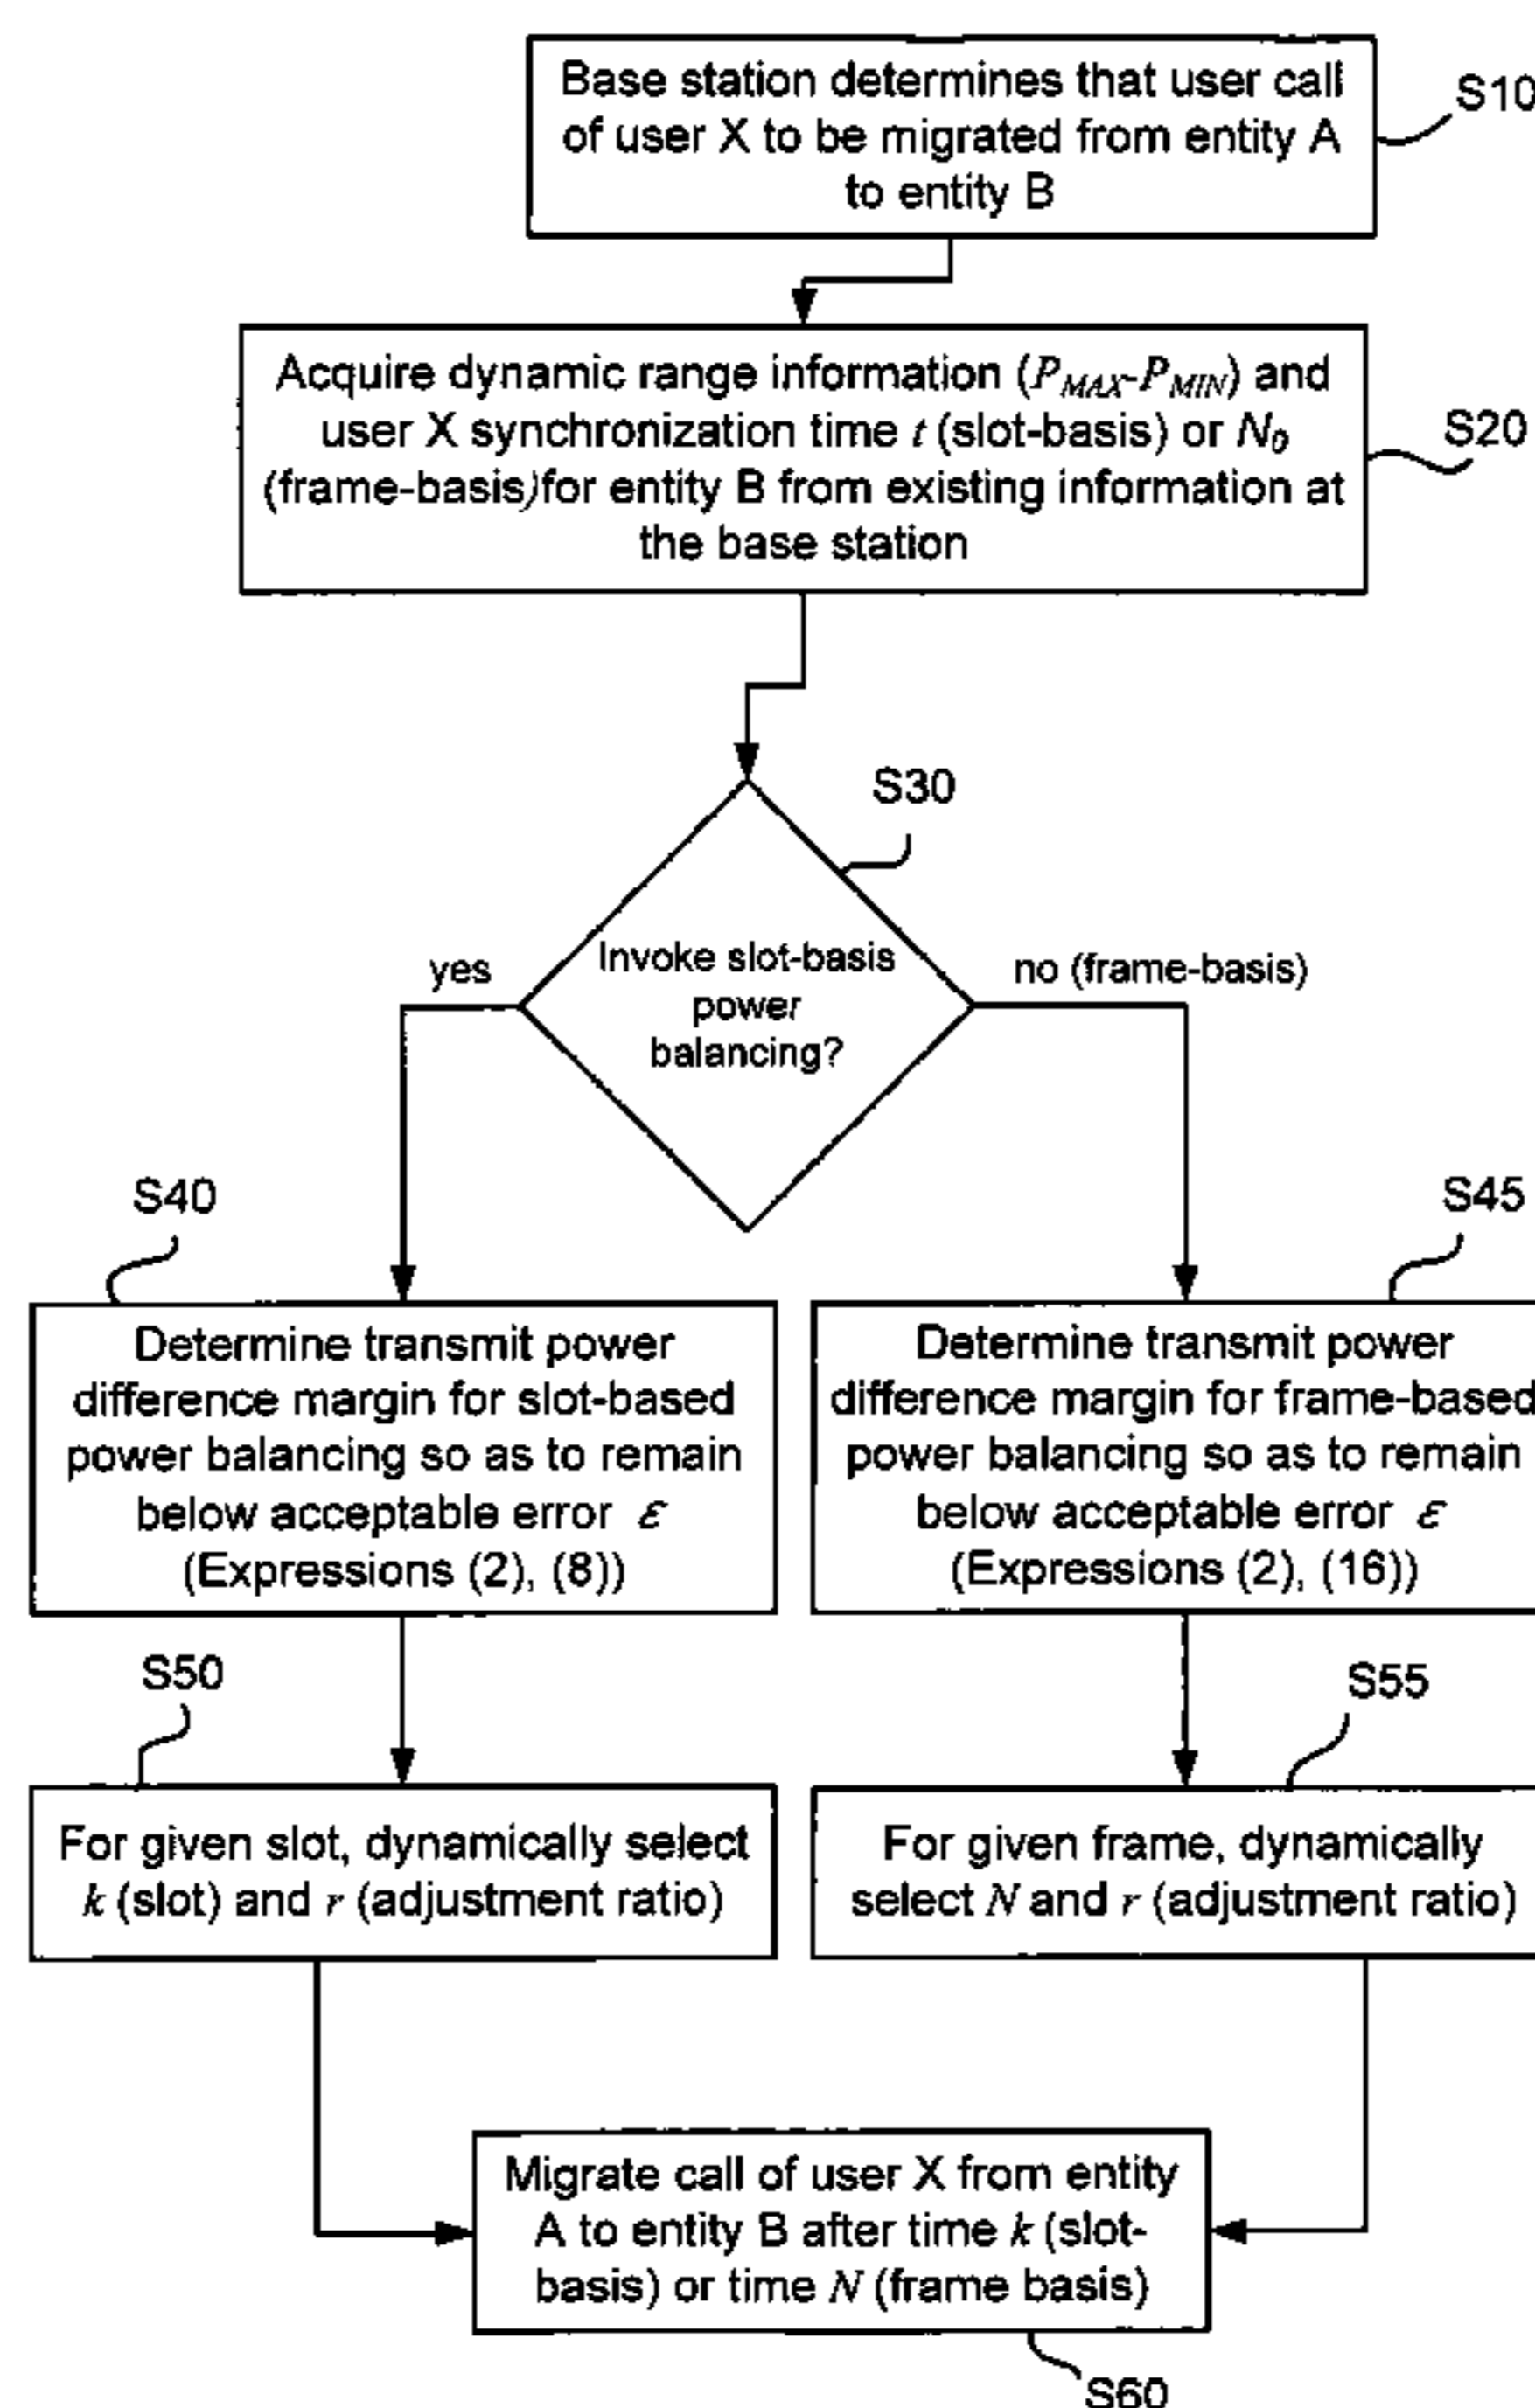 Base station determines that user call
of user X to be migrated from entity A
to entity B
S10
Acquire dynamic range information (P_MAX-P_MIN) and
user X synchronization time t (slot-basis) or N_0
(frame-basis)for entity B from existing information at
the base station
S20
S30
Invoke slot-basis
power
balancing?
yes
no (frame-basis)
S40
Determine transmit power
difference margin for slot-based
power balancing so as to remain
below acceptable error ε
(Expressions (2), (8))
S45
Determine transmit power
difference margin for frame-based
power balancing so as to remain
below acceptable error ε
(Expressions (2), (16))
S50
For given slot, dynamically select
k (slot) and r (adjustment ratio)
S55
For given frame, dynamically
select N and r (adjustment ratio)
Migrate call of user X from entity
A to entity B after time k (slot-
basis) or time N (frame basis)
S60